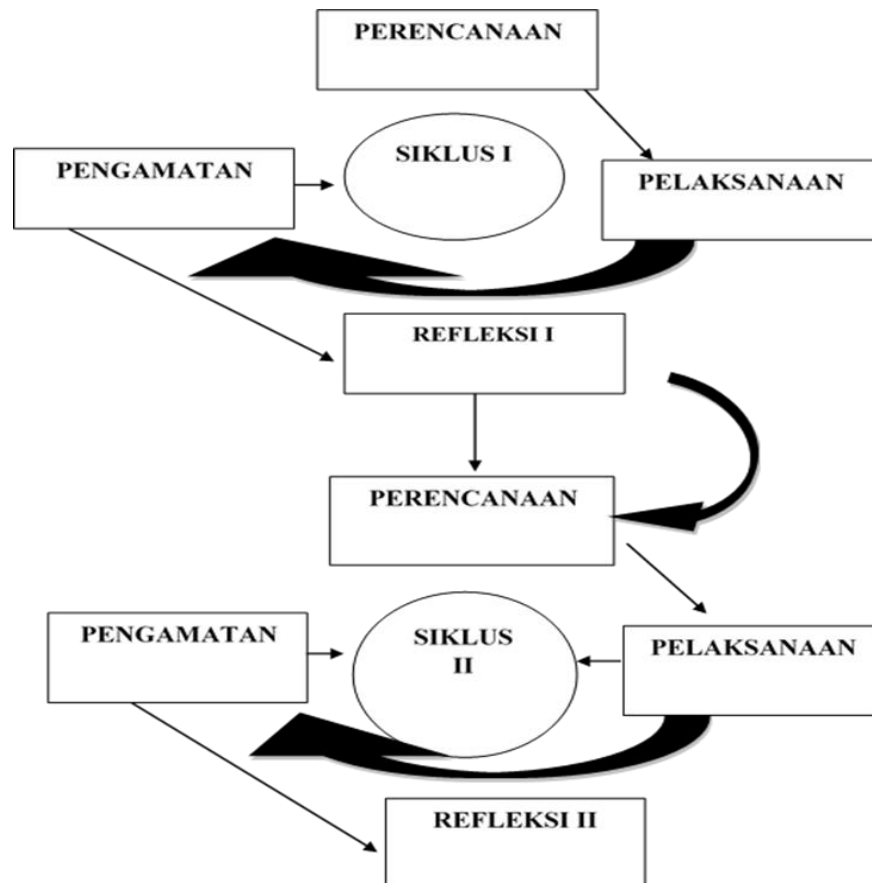 PERENCANAAN
SIKLUS I
PENGAMATAN
PELAKSANAAN
REFLEKSI I
PERENCANAAN
PENGAMATAN
SIKLUS
II
PELAKSANAAN
REFLEKSI II